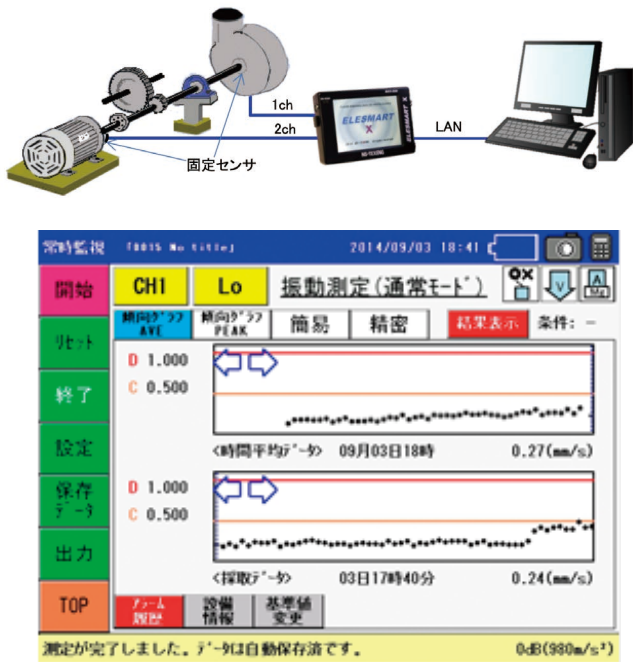 1ch
2ch
LAN
ELESMART
X
固定センサ
常時監視 「0015 No title」 2014/09/03 18:41
開始 CH1 Lo 振動測定(通常モード) QX V A
傾向グラフ AVE 傾向グラフ PEAK 簡易 精密 結果表示 条件: -
リセット
D 1.000
C 0.500
終了
設定
<時間平均データ> 09月03日18時 0.27(mm/s)
保存データ
D 1.000
C 0.500
出力
<採取データ> 03日17時40分 0.24(mm/s)
TOP アラーム履歴 設備情報 基準値変更
測定が完了しました。データは自動保存済です。 0dB(980m/s²)